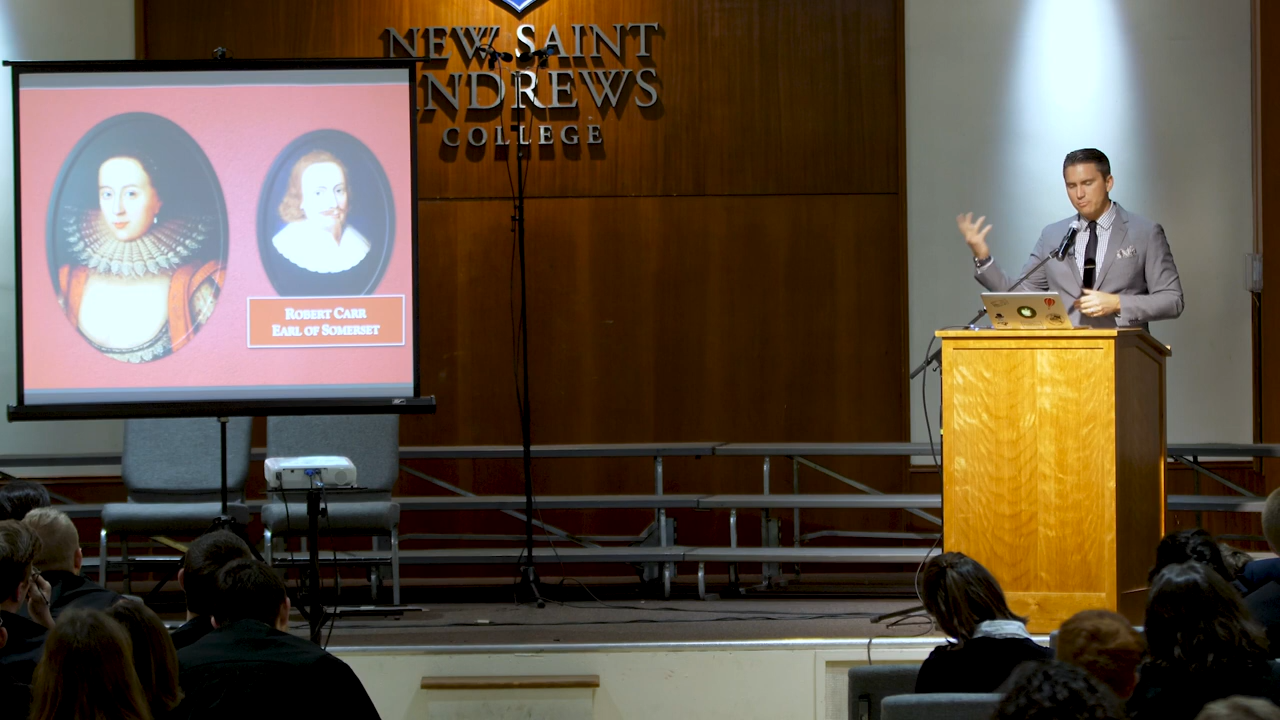 NEW SAINT
ANDREWS
COLLEGE
ROBERT CARR
EARL OF SOMERSET